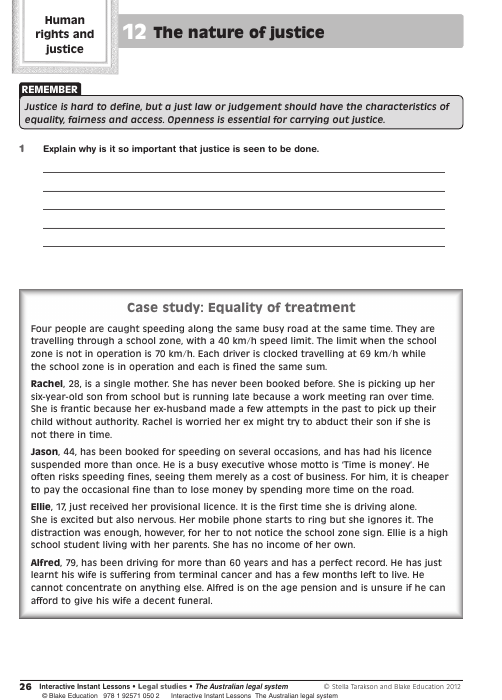 Human
rights and
justice
12 The nature of justice
REMEMBER
Justice is hard to define, but a just law or judgement should have the characteristics of
equality, fairness and access. Openness is essential for carrying out justice.
1 Explain why is it so important that justice is seen to be done.
Case study: Equality of treatment
Four people are caught speeding along the same busy road at the same time. They are
travelling through a school zone, with a 40 km/h speed limit. The limit when the school
zone is not in operation is 70 km/h. Each driver is clocked travelling at 69 km/h while
the school zone is in operation and each is fined the same sum.
Rachel, 28, is a single mother. She has never been booked before. She is picking up her
six-year-old son from school but is running late because a work meeting ran over time.
She is frantic because her ex-husband made a few attempts in the past to pick up their
child without authority. Rachel is worried her ex might try to abduct their son if she is
not there in time.
Jason, 44, has been booked for speeding on several occasions, and has had his licence
suspended more than once. He is a busy executive whose motto is 'Time is money'. He
often risks speeding fines, seeing them merely as a cost of business. For him, it is cheaper
to pay the occasional fine than to lose money by spending more time on the road.
Ellie, 17, just received her provisional licence. It is the first time she is driving alone.
She is excited but also nervous. Her mobile phone starts to ring but she ignores it. The
distraction was enough, however, for her to not notice the school zone sign. Ellie is a high
school student living with her parents. She has no income of her own.
Alfred, 79, has been driving for more than 60 years and has a perfect record. He has just
learnt his wife is suffering from terminal cancer and has a few months left to live. He
cannot concentrate on anything else. Alfred is on the age pension and is unsure if he can
afford to give his wife a decent funeral.
26 Interactive Instant Lessons • Legal studies • The Australian legal system © Stella Tarakson and Blake Education 2012
© Blake Education 978 1 92571 050 2 Interactive Instant Lessons The Australian legal system